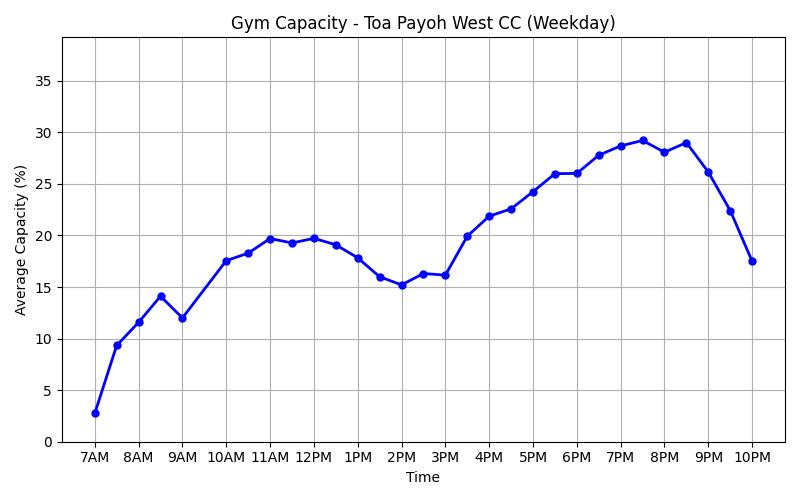 Gym Capacity - Toa Payoh West CC (Weekday)
Average Capacity (%)
35
30
25
20
15
10
5
0
7AM 8AM 9AM 10AM 11AM 12PM 1PM 2PM 3PM 4PM 5PM 6PM 7PM 8PM 9PM 10PM
Time